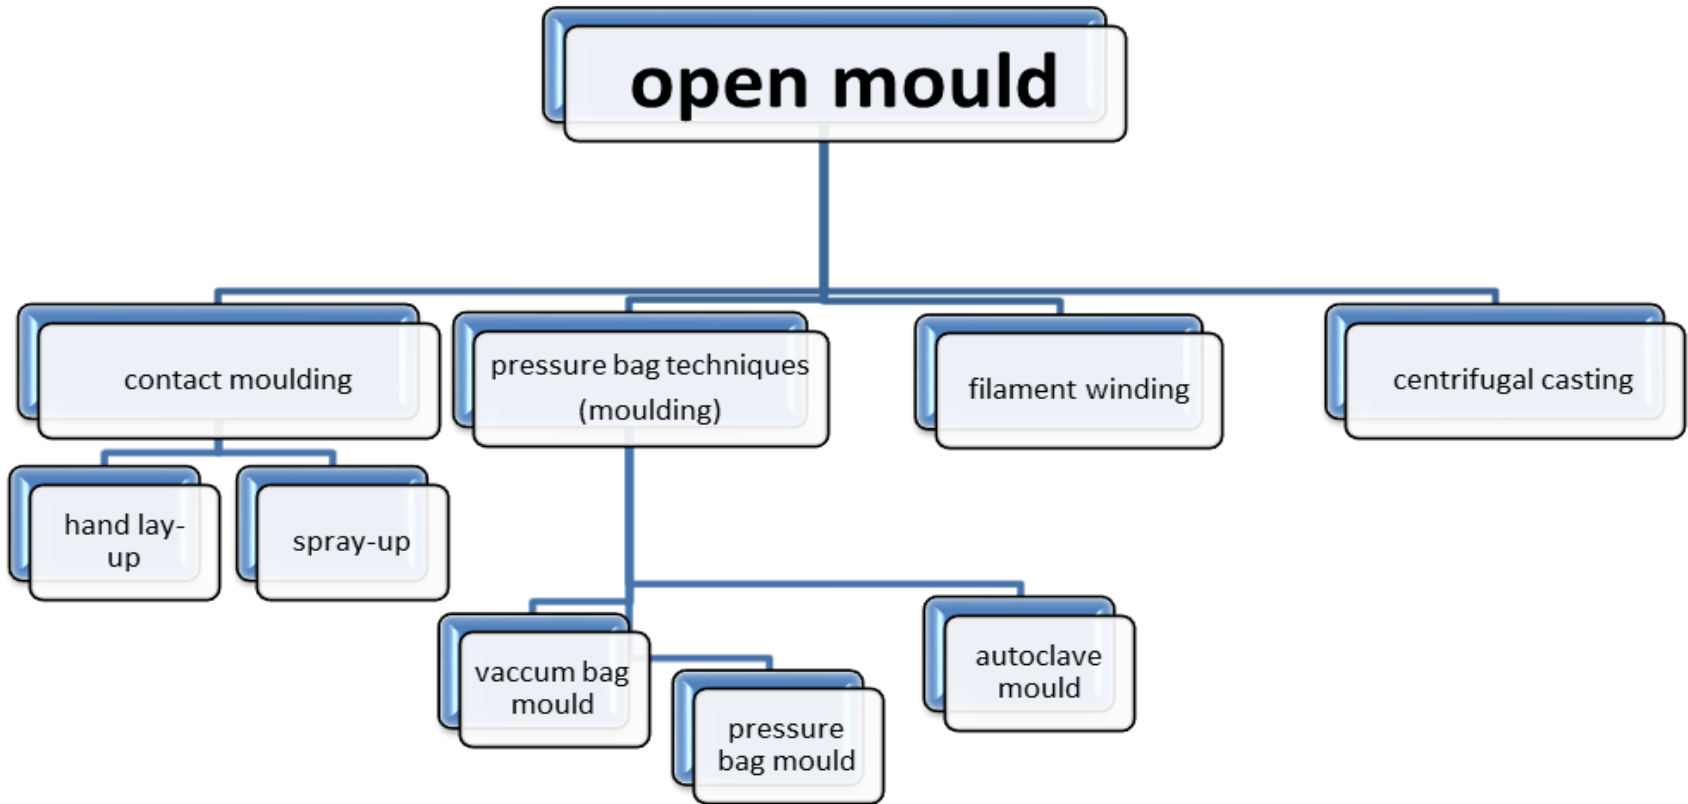 open mould
contact moulding
pressure bag techniques
(moulding)
filament winding
centrifugal casting
hand lay-
up
spray-up
vaccum bag
mould
pressure
bag mould
autoclave
mould